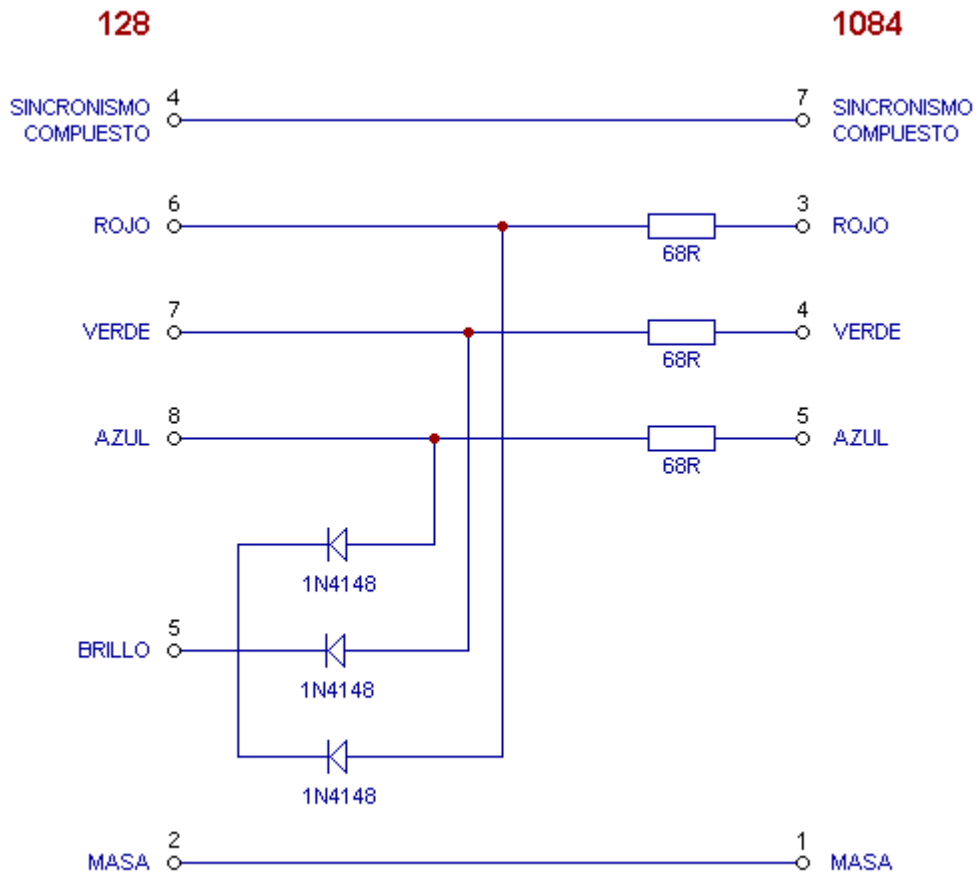 128
1084
SINCRONISMO
COMPUESTO
4
7
SINCRONISMO
COMPUESTO
ROJO
6
68R
3
ROJO
VERDE
7
68R
4
VERDE
AZUL
8
68R
5
AZUL
1N4148
BRILLO
5
1N4148
1N4148
MASA
2
1
MASA